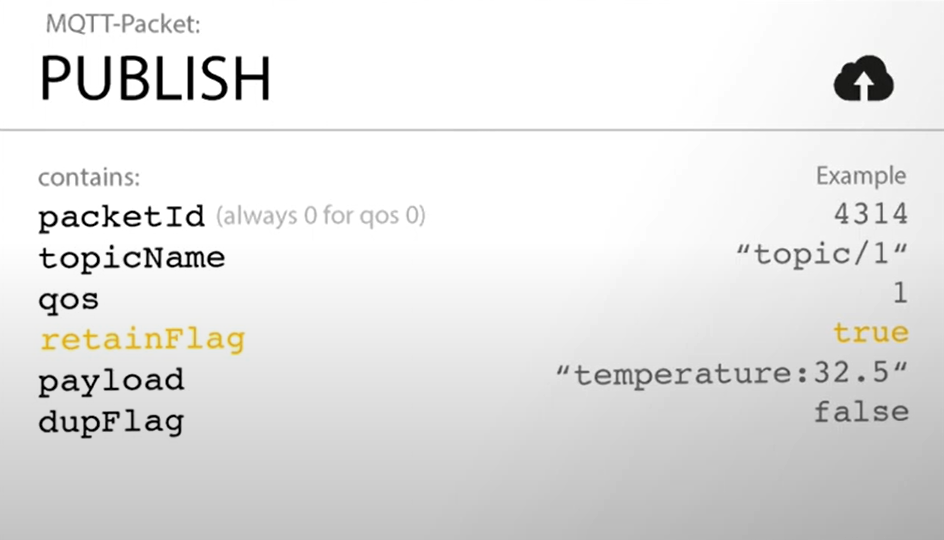 MQTT-Packet:
PUBLISH
contains: Example
packetId (always 0 for qos 0) 4314
topicName “topic/1“
qos 1
retainFlag true
payload “temperature:32.5“
dupFlag false